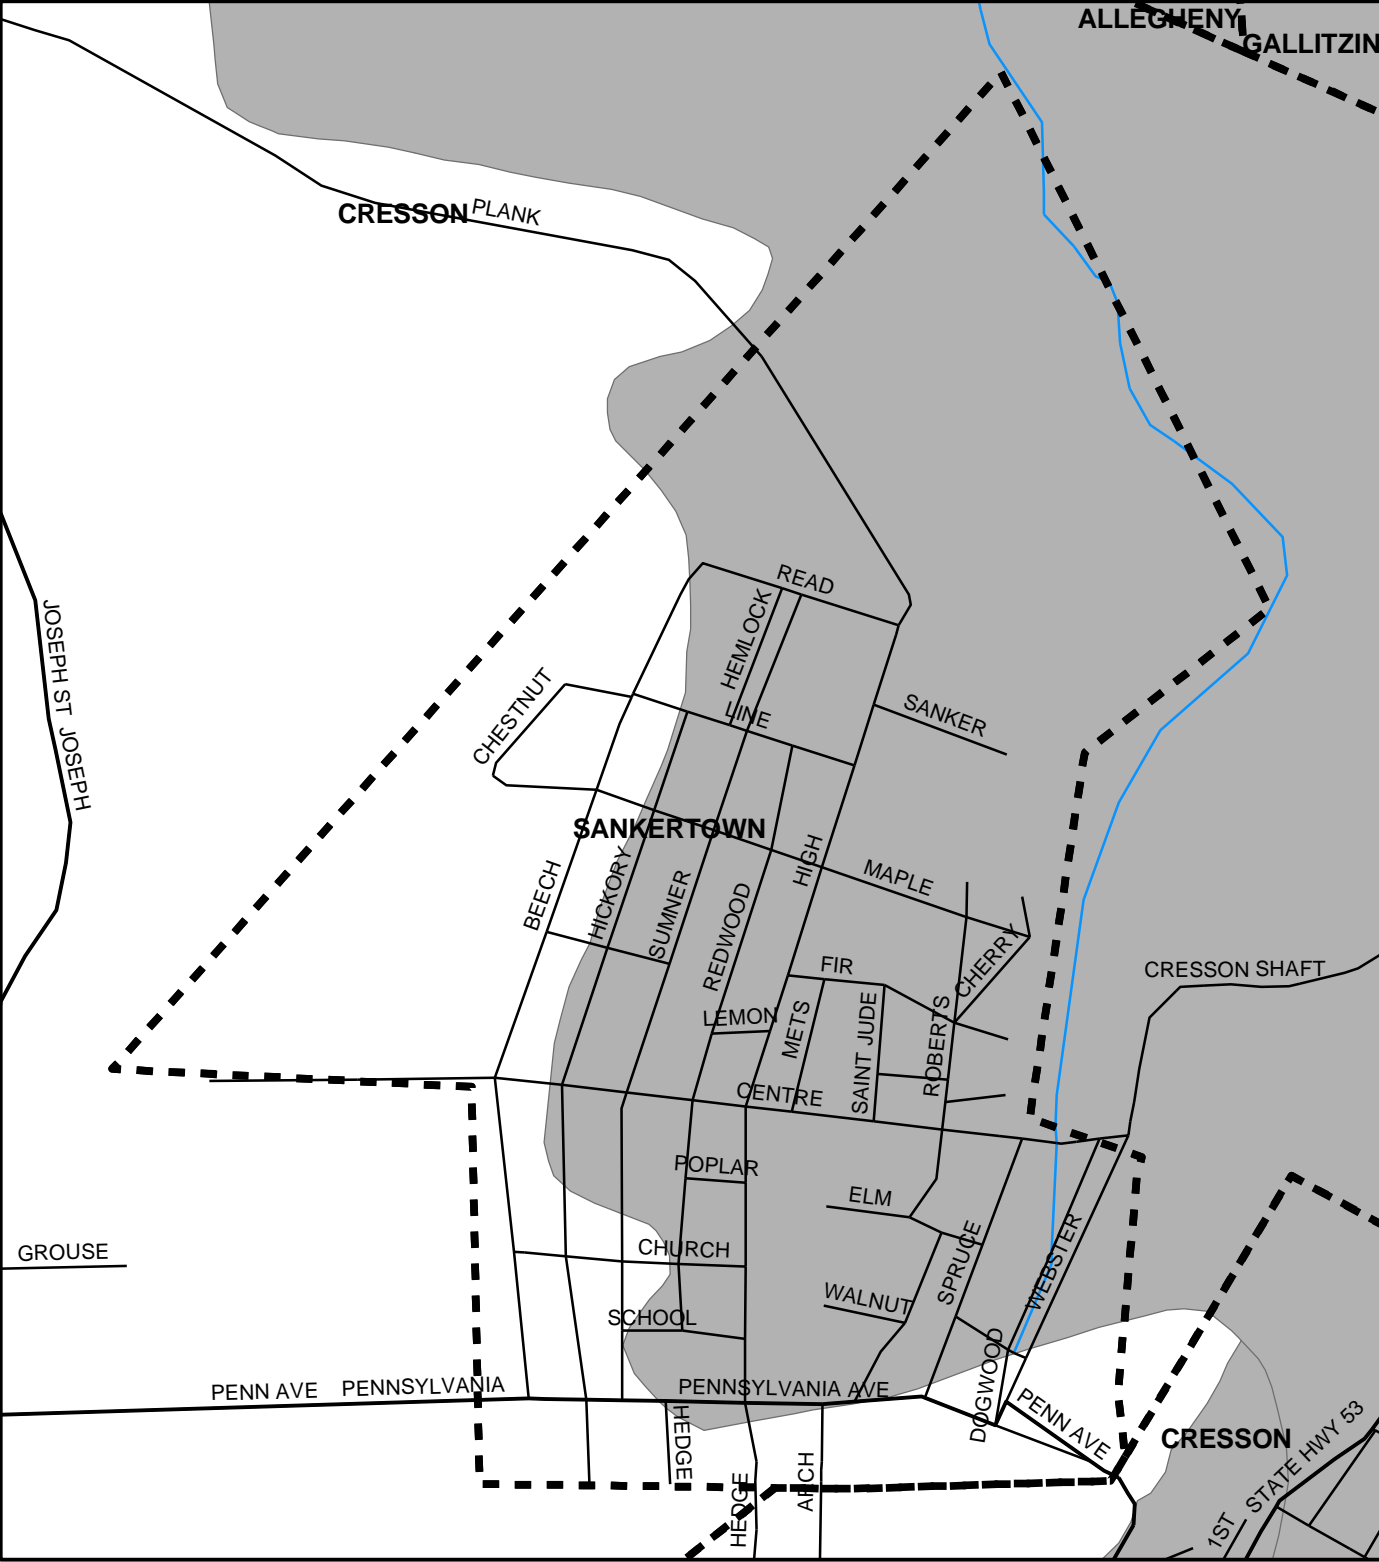 ALLEGHENY
GALLITZIN
CRESSON
PLANK
READ
HEMLOCK
JOSEPH ST JOSEPH
CHESTNUT
LINE
SANKER
SANKERTOWN
HIGH
MAPLE
BEECH
HICKORY
SUMNER
REDWOOD
CHERRY
FIR
CRESSON SHAFT
LEMON
METS
SAINT JUDE
ROBERTS
CENTRE
POPLAR
ELM
GROUSE
CHURCH
SPRUCE
WEBSTER
WALNUT
SCHOOL
DOGWOOD
PENN AVE
PENNSYLVANIA
PENNSYLVANIA AVE
PENN AVE
HEDGE
CRESSON
STATE HWY 53
HEDGE
ARCH
1ST